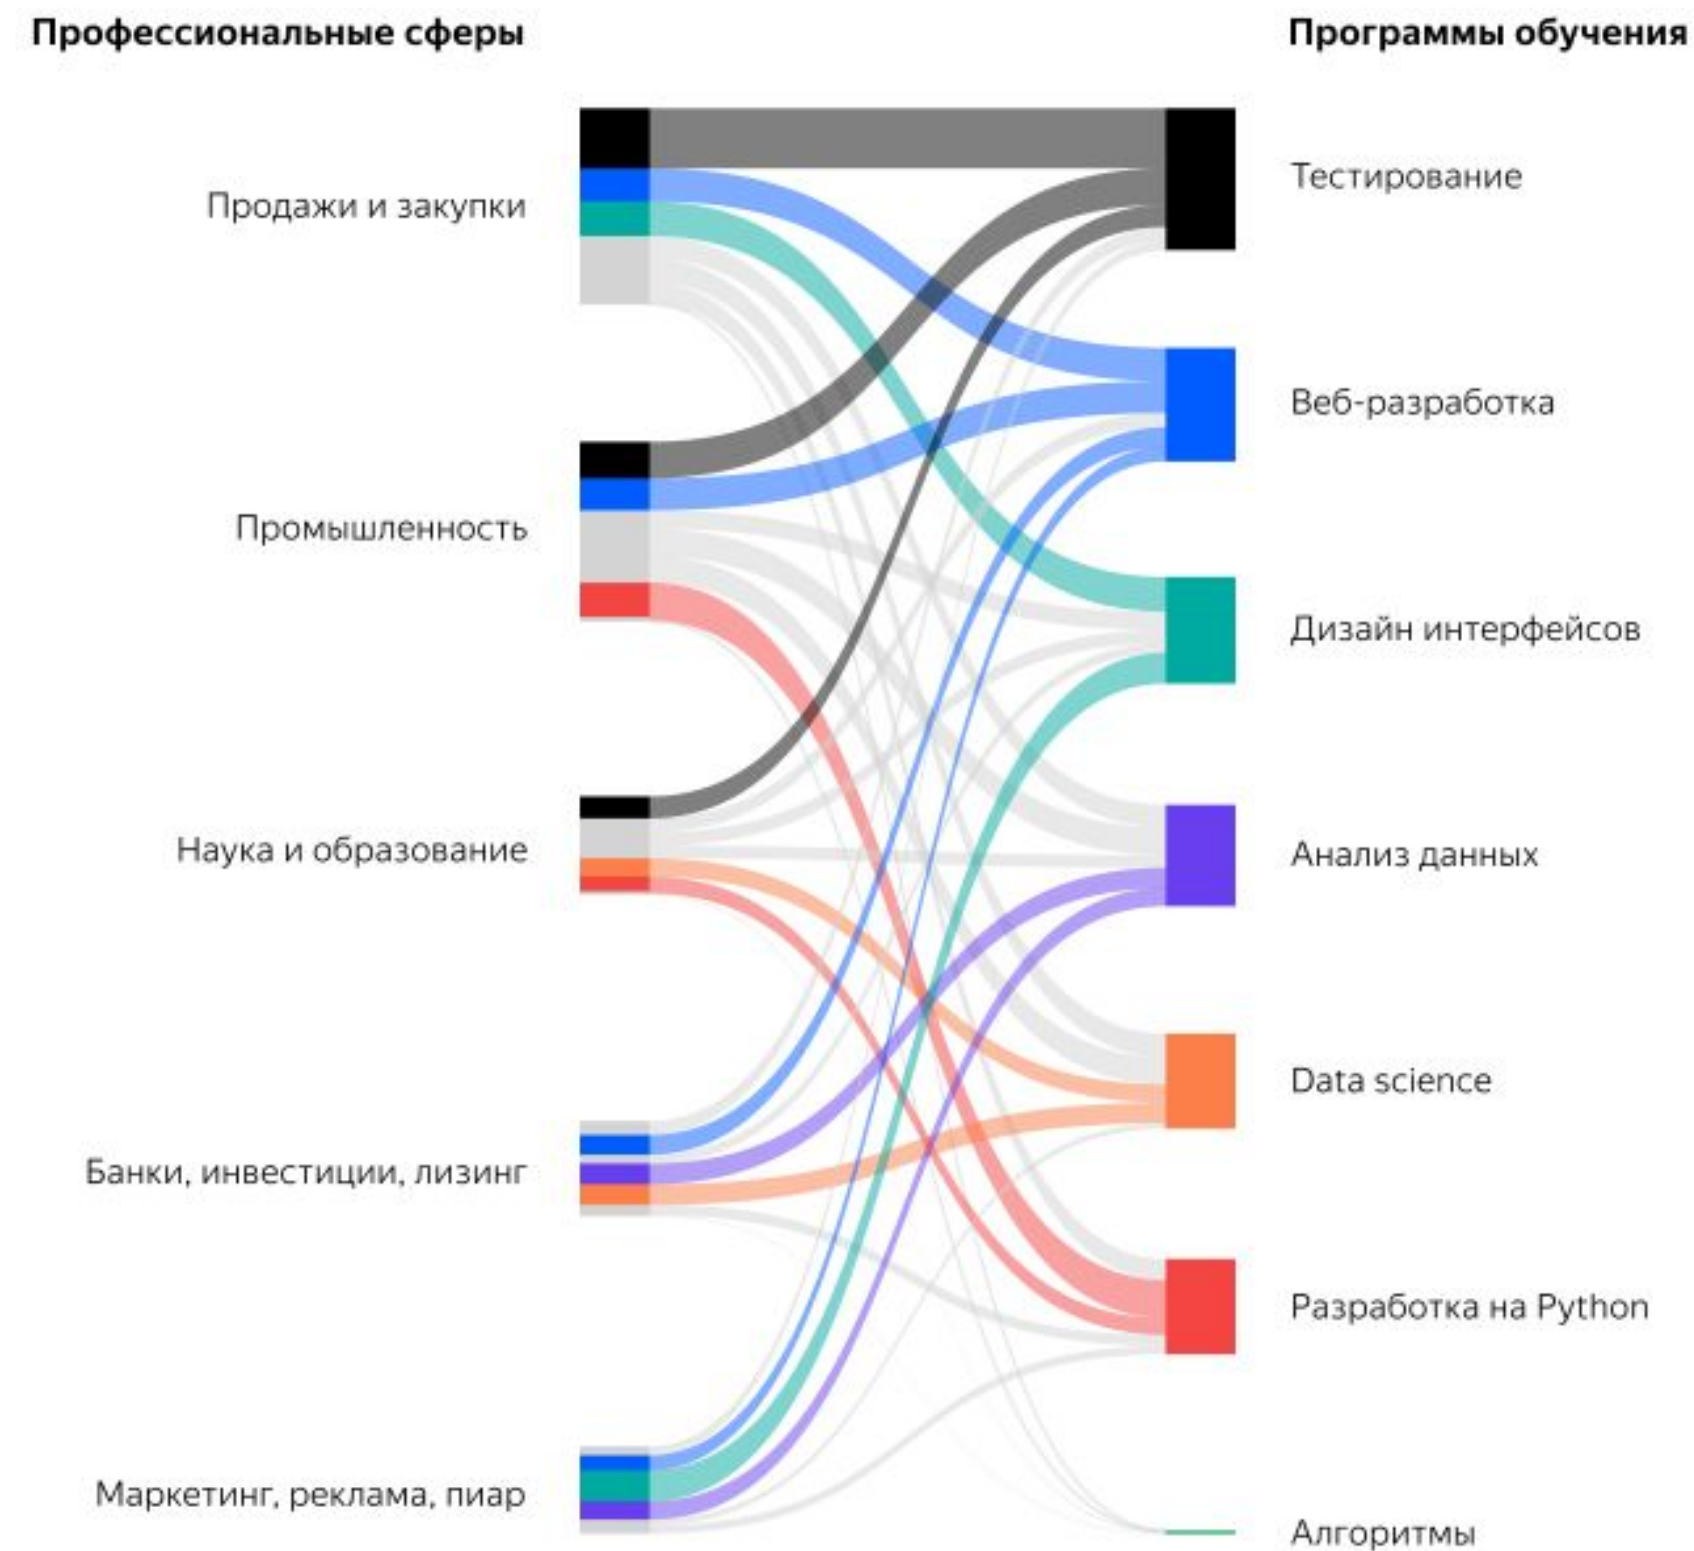 Профессиональные сферы
Программы обучения
Продажи и закупки
Промышленность
Наука и образование
Банки, инвестиции, лизинг
Маркетинг, реклама, пиар
Тестирование
Веб-разработка
Дизайн интерфейсов
Анализ данных
Data science
Разработка на Python
Алгоритмы